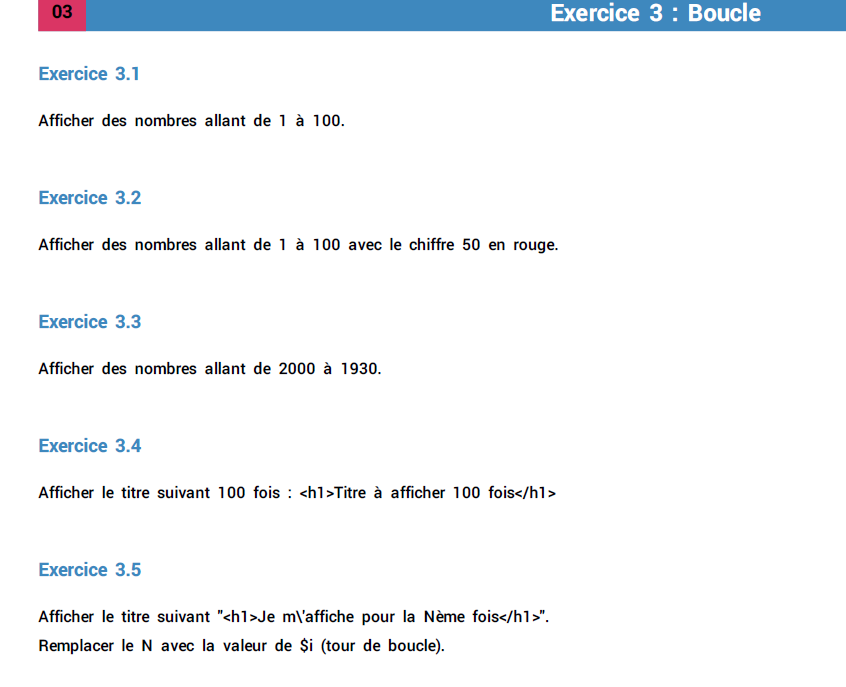 03
Exercice 3 : Boucle
Exercice 3.1
Afficher des nombres allant de 1 à 100.
Exercice 3.2
Afficher des nombres allant de 1 à 100 avec le chiffre 50 en rouge.
Exercice 3.3
Afficher des nombres allant de 2000 à 1930.
Exercice 3.4
Afficher le titre suivant 100 fois : <h1>Titre à afficher 100 fois</h1>
Exercice 3.5
Afficher le titre suivant "<h1>Je m\'affiche pour la Nème fois</h1>".
Remplacer le N avec la valeur de $i (tour de boucle).